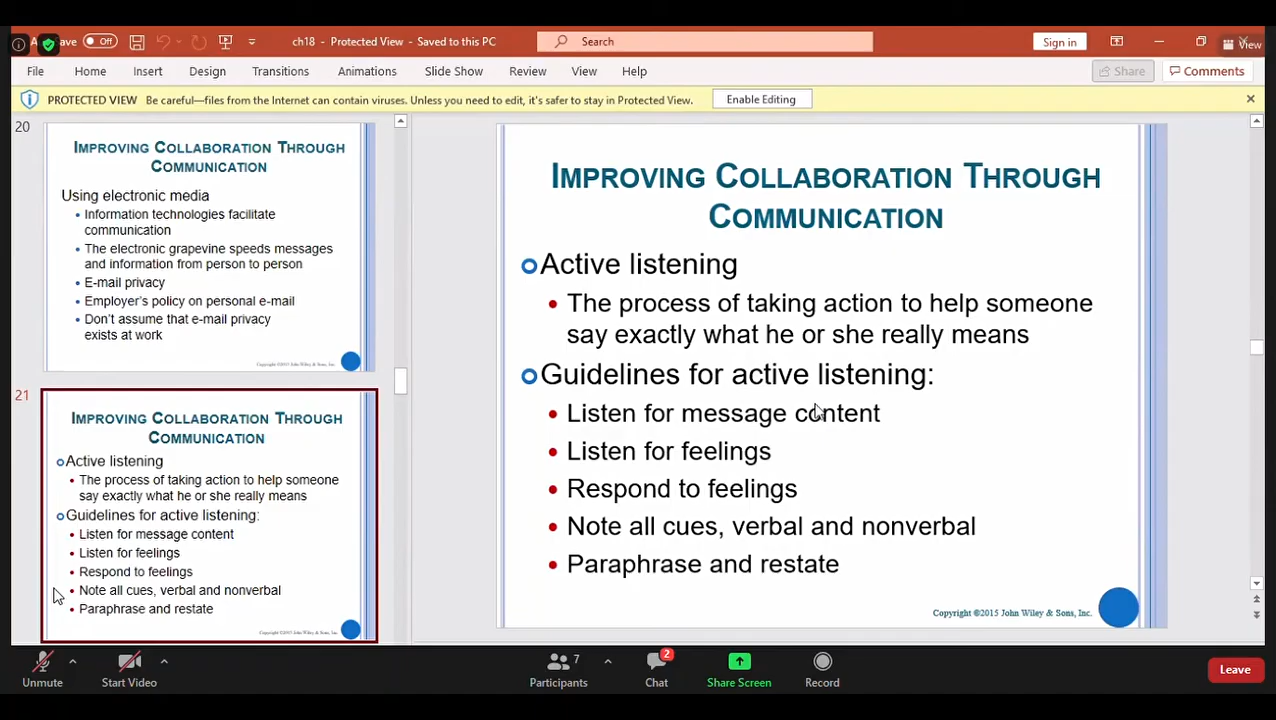 Save Off ch18 - Protected View - Saved to this PC Search Sign in View
File Home Insert Design Transitions Animations Slide Show Review View Help Share Comments
PROTECTED VIEW Be careful—files from the Internet can contain viruses. Unless you need to edit, it's safer to stay in Protected View. Enable Editing
20
IMPROVING COLLABORATION THROUGH
COMMUNICATION
Using electronic media
• Information technologies facilitate
communication
• The electronic grapevine speeds messages
and information from person to person
• E-mail privacy
• Employer's policy on personal e-mail
• Don't assume that e-mail privacy
exists at work
Copyright ©2015 John Wiley & Sons, Inc.
21
IMPROVING COLLABORATION THROUGH
COMMUNICATION
Active listening
• The process of taking action to help someone
say exactly what he or she really means
Guidelines for active listening:
• Listen for message content
• Listen for feelings
• Respond to feelings
• Note all cues, verbal and nonverbal
• Paraphrase and restate
Copyright ©2015 John Wiley & Sons, Inc.
IMPROVING COLLABORATION THROUGH
COMMUNICATION
Active listening
• The process of taking action to help someone
say exactly what he or she really means
Guidelines for active listening:
• Listen for message content
• Listen for feelings
• Respond to feelings
• Note all cues, verbal and nonverbal
• Paraphrase and restate
Copyright ©2015 John Wiley & Sons, Inc.
7 2
Unmute Start Video Participants Chat Share Screen Record Leave